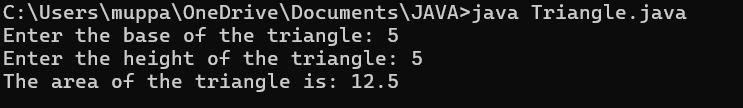 C:\Users\muppa\OneDrive\Documents\JAVA>java Triangle.java
Enter the base of the triangle: 5
Enter the height of the triangle: 5
The area of the triangle is: 12.5